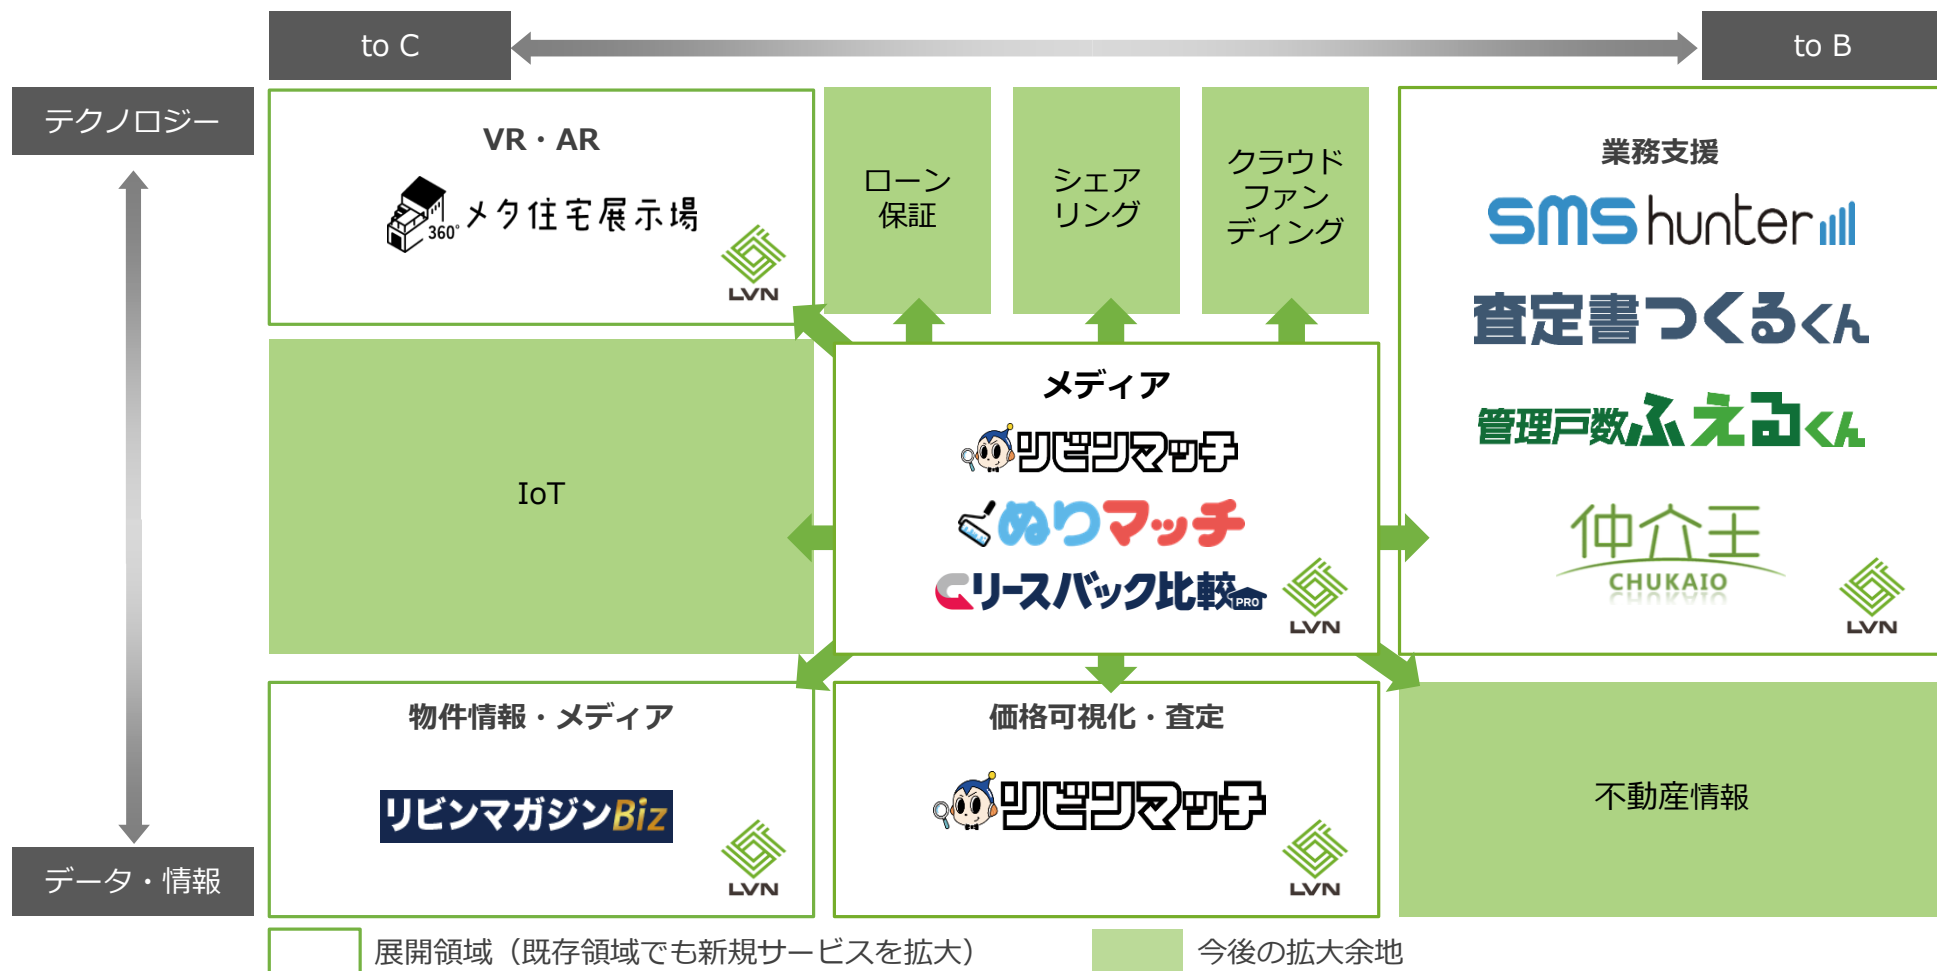 to C
to B
テクノロジー
VR・AR
360°
メタ住宅展示場
LVN
ローン
保証
シェア
リング
クラウド
ファン
ディング
業務支援
SMS hunter
査定書つくるくん
管理戸数ふえるくん
仲介王
CHUKAIO
LVN
IoT
メディア
リビンマッチ
ぬりマッチ
リースバック比較PRO
LVN
物件情報・メディア
リビンマガジンBiz
LVN
価格可視化・査定
リビンマッチ
LVN
不動産情報
データ・情報
展開領域（既存領域でも新規サービスを拡大）
今後の拡大余地